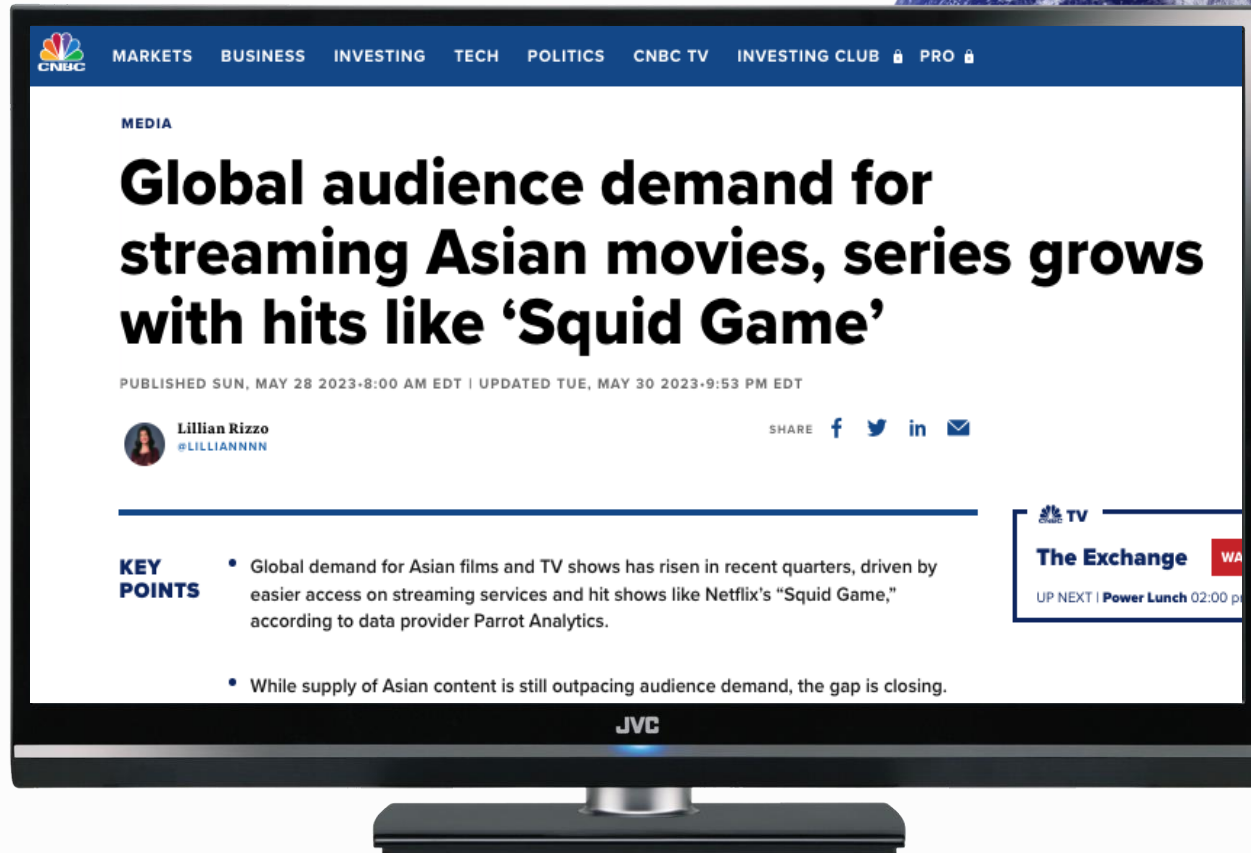 CNBC
MARKETS BUSINESS INVESTING TECH POLITICS CNBC TV INVESTING CLUB PRO
MEDIA
Global audience demand for
streaming Asian movies, series grows
with hits like ‘Squid Game’
PUBLISHED SUN, MAY 28 2023•8:00 AM EDT | UPDATED TUE, MAY 30 2023•9:53 PM EDT
Lillian Rizzo
@LILLIANNNN
SHARE f in
KEY
POINTS
• Global demand for Asian films and TV shows has risen in recent quarters, driven by
easier access on streaming services and hit shows like Netflix’s “Squid Game,”
according to data provider Parrot Analytics.
• While supply of Asian content is still outpacing audience demand, the gap is closing.
CNBC TV
The Exchange
WA
UP NEXT | Power Lunch 02:00
JVC